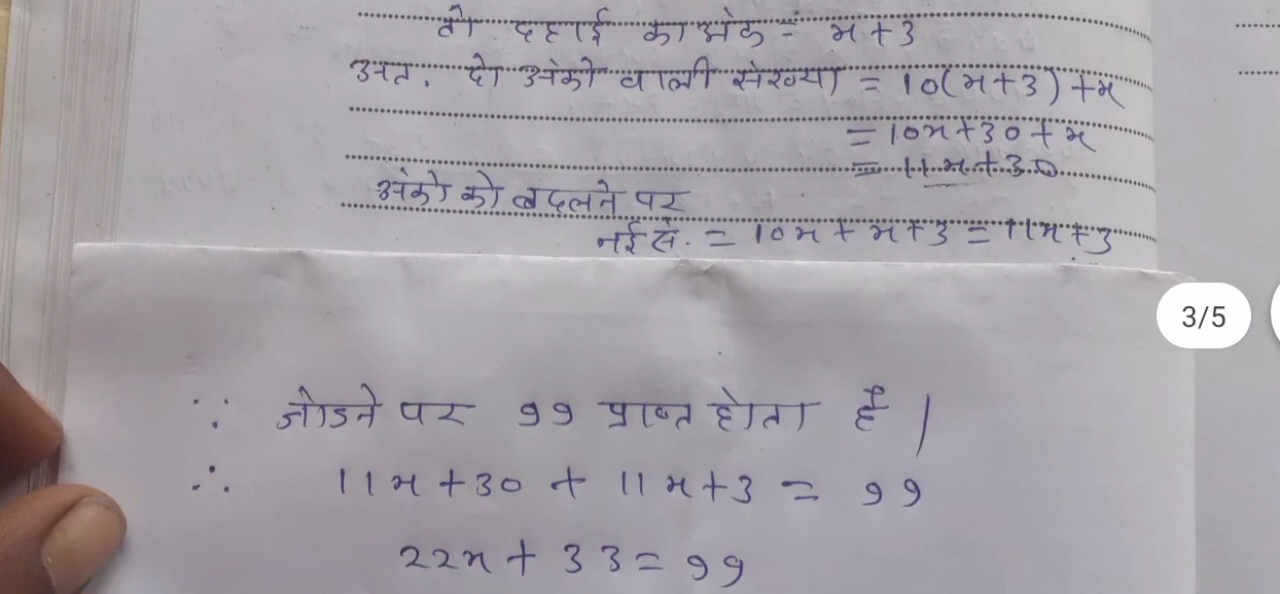 तो दहाई का अंक = x + 3
अत. दो अंको वाली संख्या = 10(x+3) + x
= 10x + 30 + x
= 11x + 30
अंको को बदलने पर
नई सं. = 10x + x + 3 = 11x + 3
3/5
∵ जोडने पर 99 प्राप्त होता है |
∴ 11x + 30 + 11x + 3 = 99
22x + 33 = 99